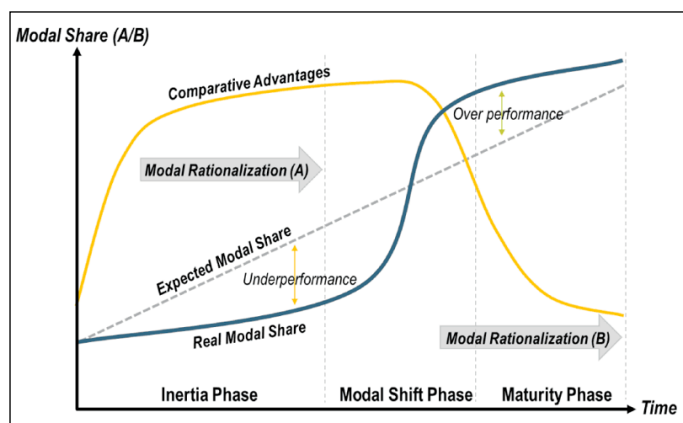 Modal Share (A/B)
Comparative Advantages
Over performance
Modal Rationalization (A)
Expected Modal Share
Underperformance
Real Modal Share
Modal Rationalization (B)
Inertia Phase
Modal Shift Phase
Maturity Phase
Time